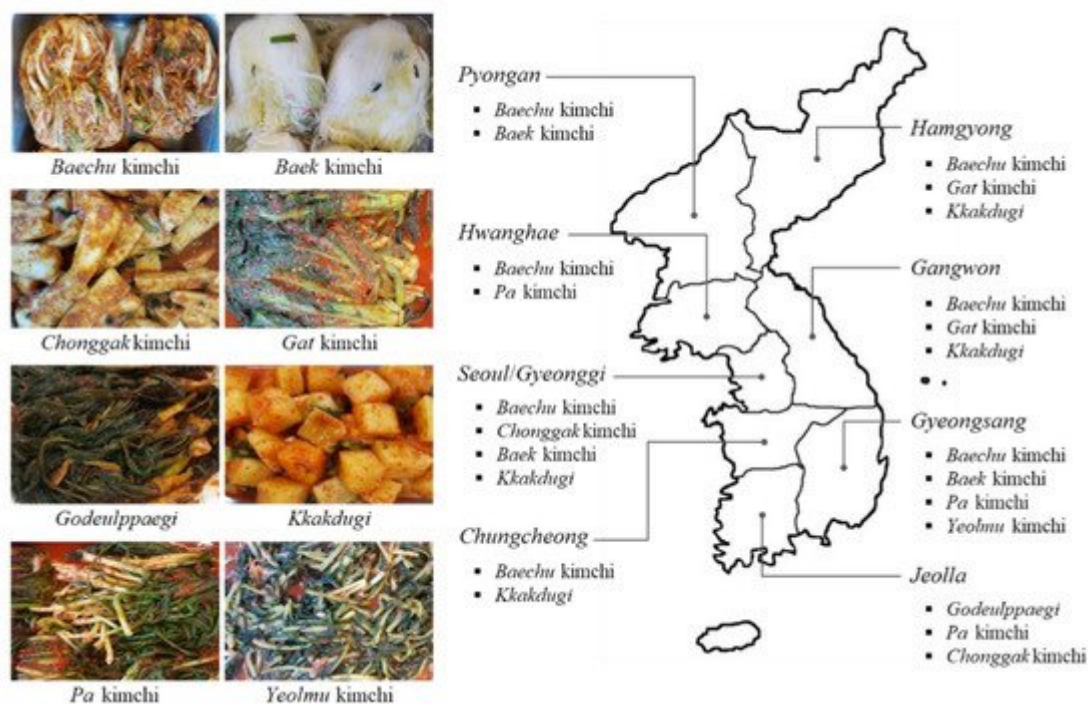 Baechu kimchi
Baek kimchi
Chonggak kimchi
Gat kimchi
Godeulppaegi
Kkakdugi
Pa kimchi
Yeolmu kimchi
Pyongan
▪ Baechu kimchi
▪ Baek kimchi
Hwanghae
▪ Baechu kimchi
▪ Pa kimchi
Seoul/Gyeonggi
▪ Baechu kimchi
▪ Chonggak kimchi
▪ Baek kimchi
▪ Kkakdugi
Chungcheong
▪ Baechu kimchi
▪ Kkakdugi
Hamgyong
▪ Baechu kimchi
▪ Gat kimchi
▪ Kkakdugi
Gangwon
▪ Baechu kimchi
▪ Gat kimchi
▪ Kkakdugi
Gyeongsang
▪ Baechu kimchi
▪ Baek kimchi
▪ Pa kimchi
▪ Yeolmu kimchi
Jeolla
▪ Godeulppaegi
▪ Pa kimchi
▪ Chonggak kimchi